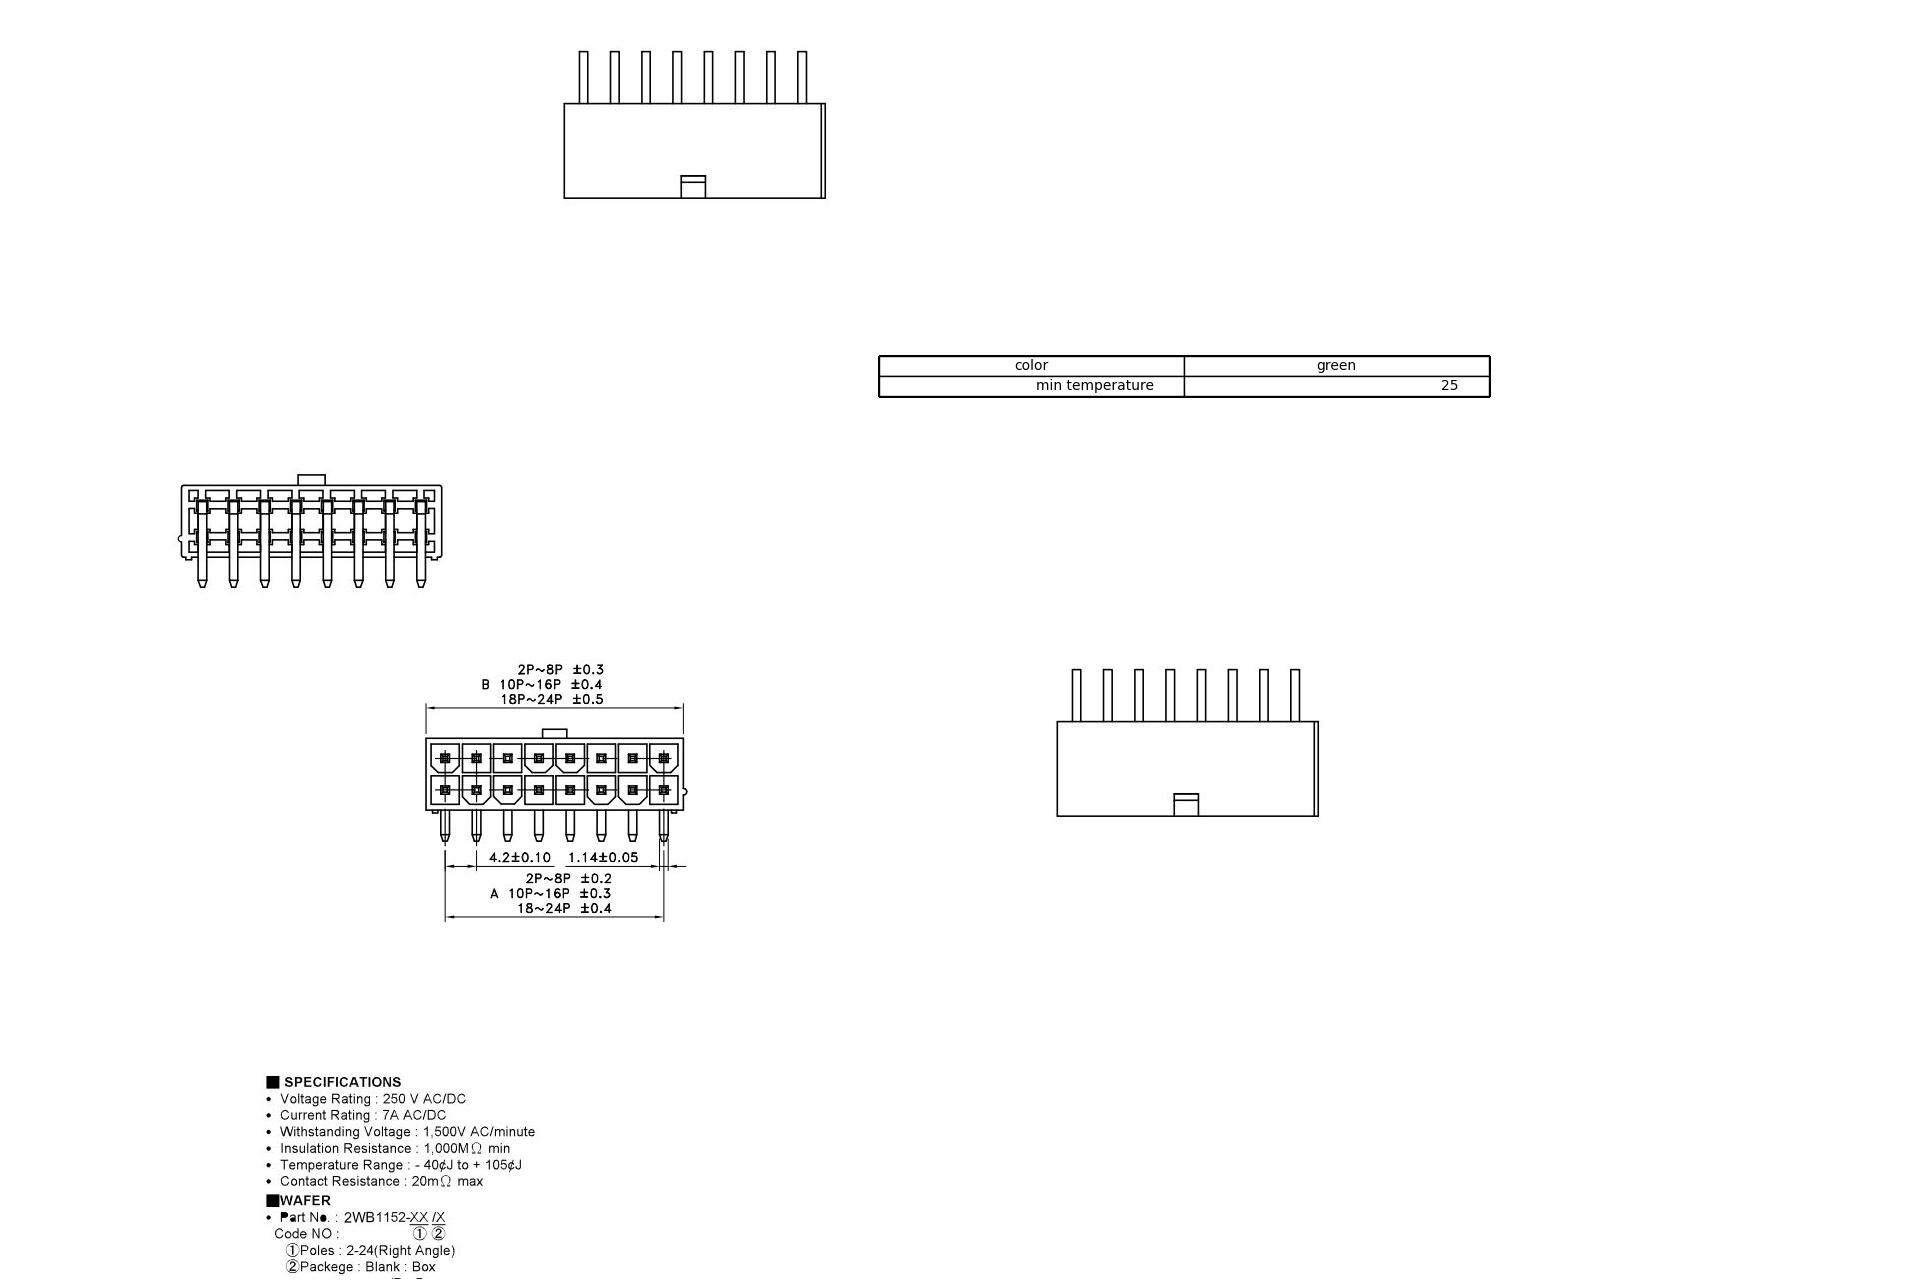 color green
min temperature 25
2P~8P ±0.3
B 10P~16P ±0.4
18P~24P ±0.5
4.2±0.10 1.14±0.05
2P~8P ±0.2
A 10P~16P ±0.3
18~24P ±0.4
■ SPECIFICATIONS
• Voltage Rating : 250 V AC/DC
• Current Rating : 7A AC/DC
• Withstanding Voltage : 1,500V AC/minute
• Insulation Resistance : 1,000MΩ min
• Temperature Range : - 40¢J to + 105¢J
• Contact Resistance : 20mΩ max
■WAFER
• Part No. : 2WB1152-XX /X
Code NO : ① ②
①Poles : 2-24(Right Angle)
②Packege : Blank : Box